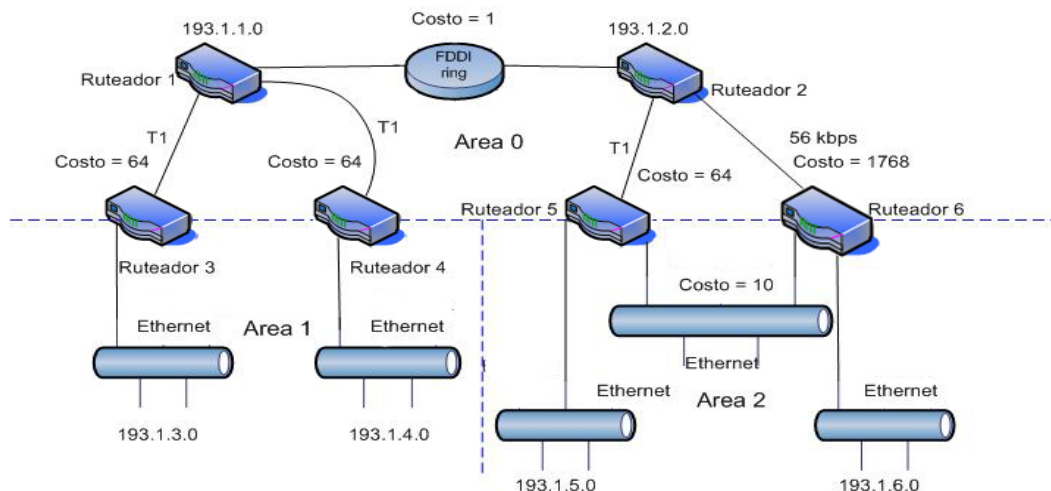 Costo = 1
193.1.1.0
193.1.2.0
FDDI
ring
Ruteador 1
Ruteador 2
T1
T1
Area 0
T1
56 kbps
Costo = 1768
Costo = 64
Costo = 64
Costo = 64
Ruteador 5
Ruteador 6
Ruteador 3
Ruteador 4
Costo = 10
Ethernet
Area 1
Ethernet
Ethernet
Ethernet
Area 2
Ethernet
193.1.3.0
193.1.4.0
193.1.5.0
193.1.6.0